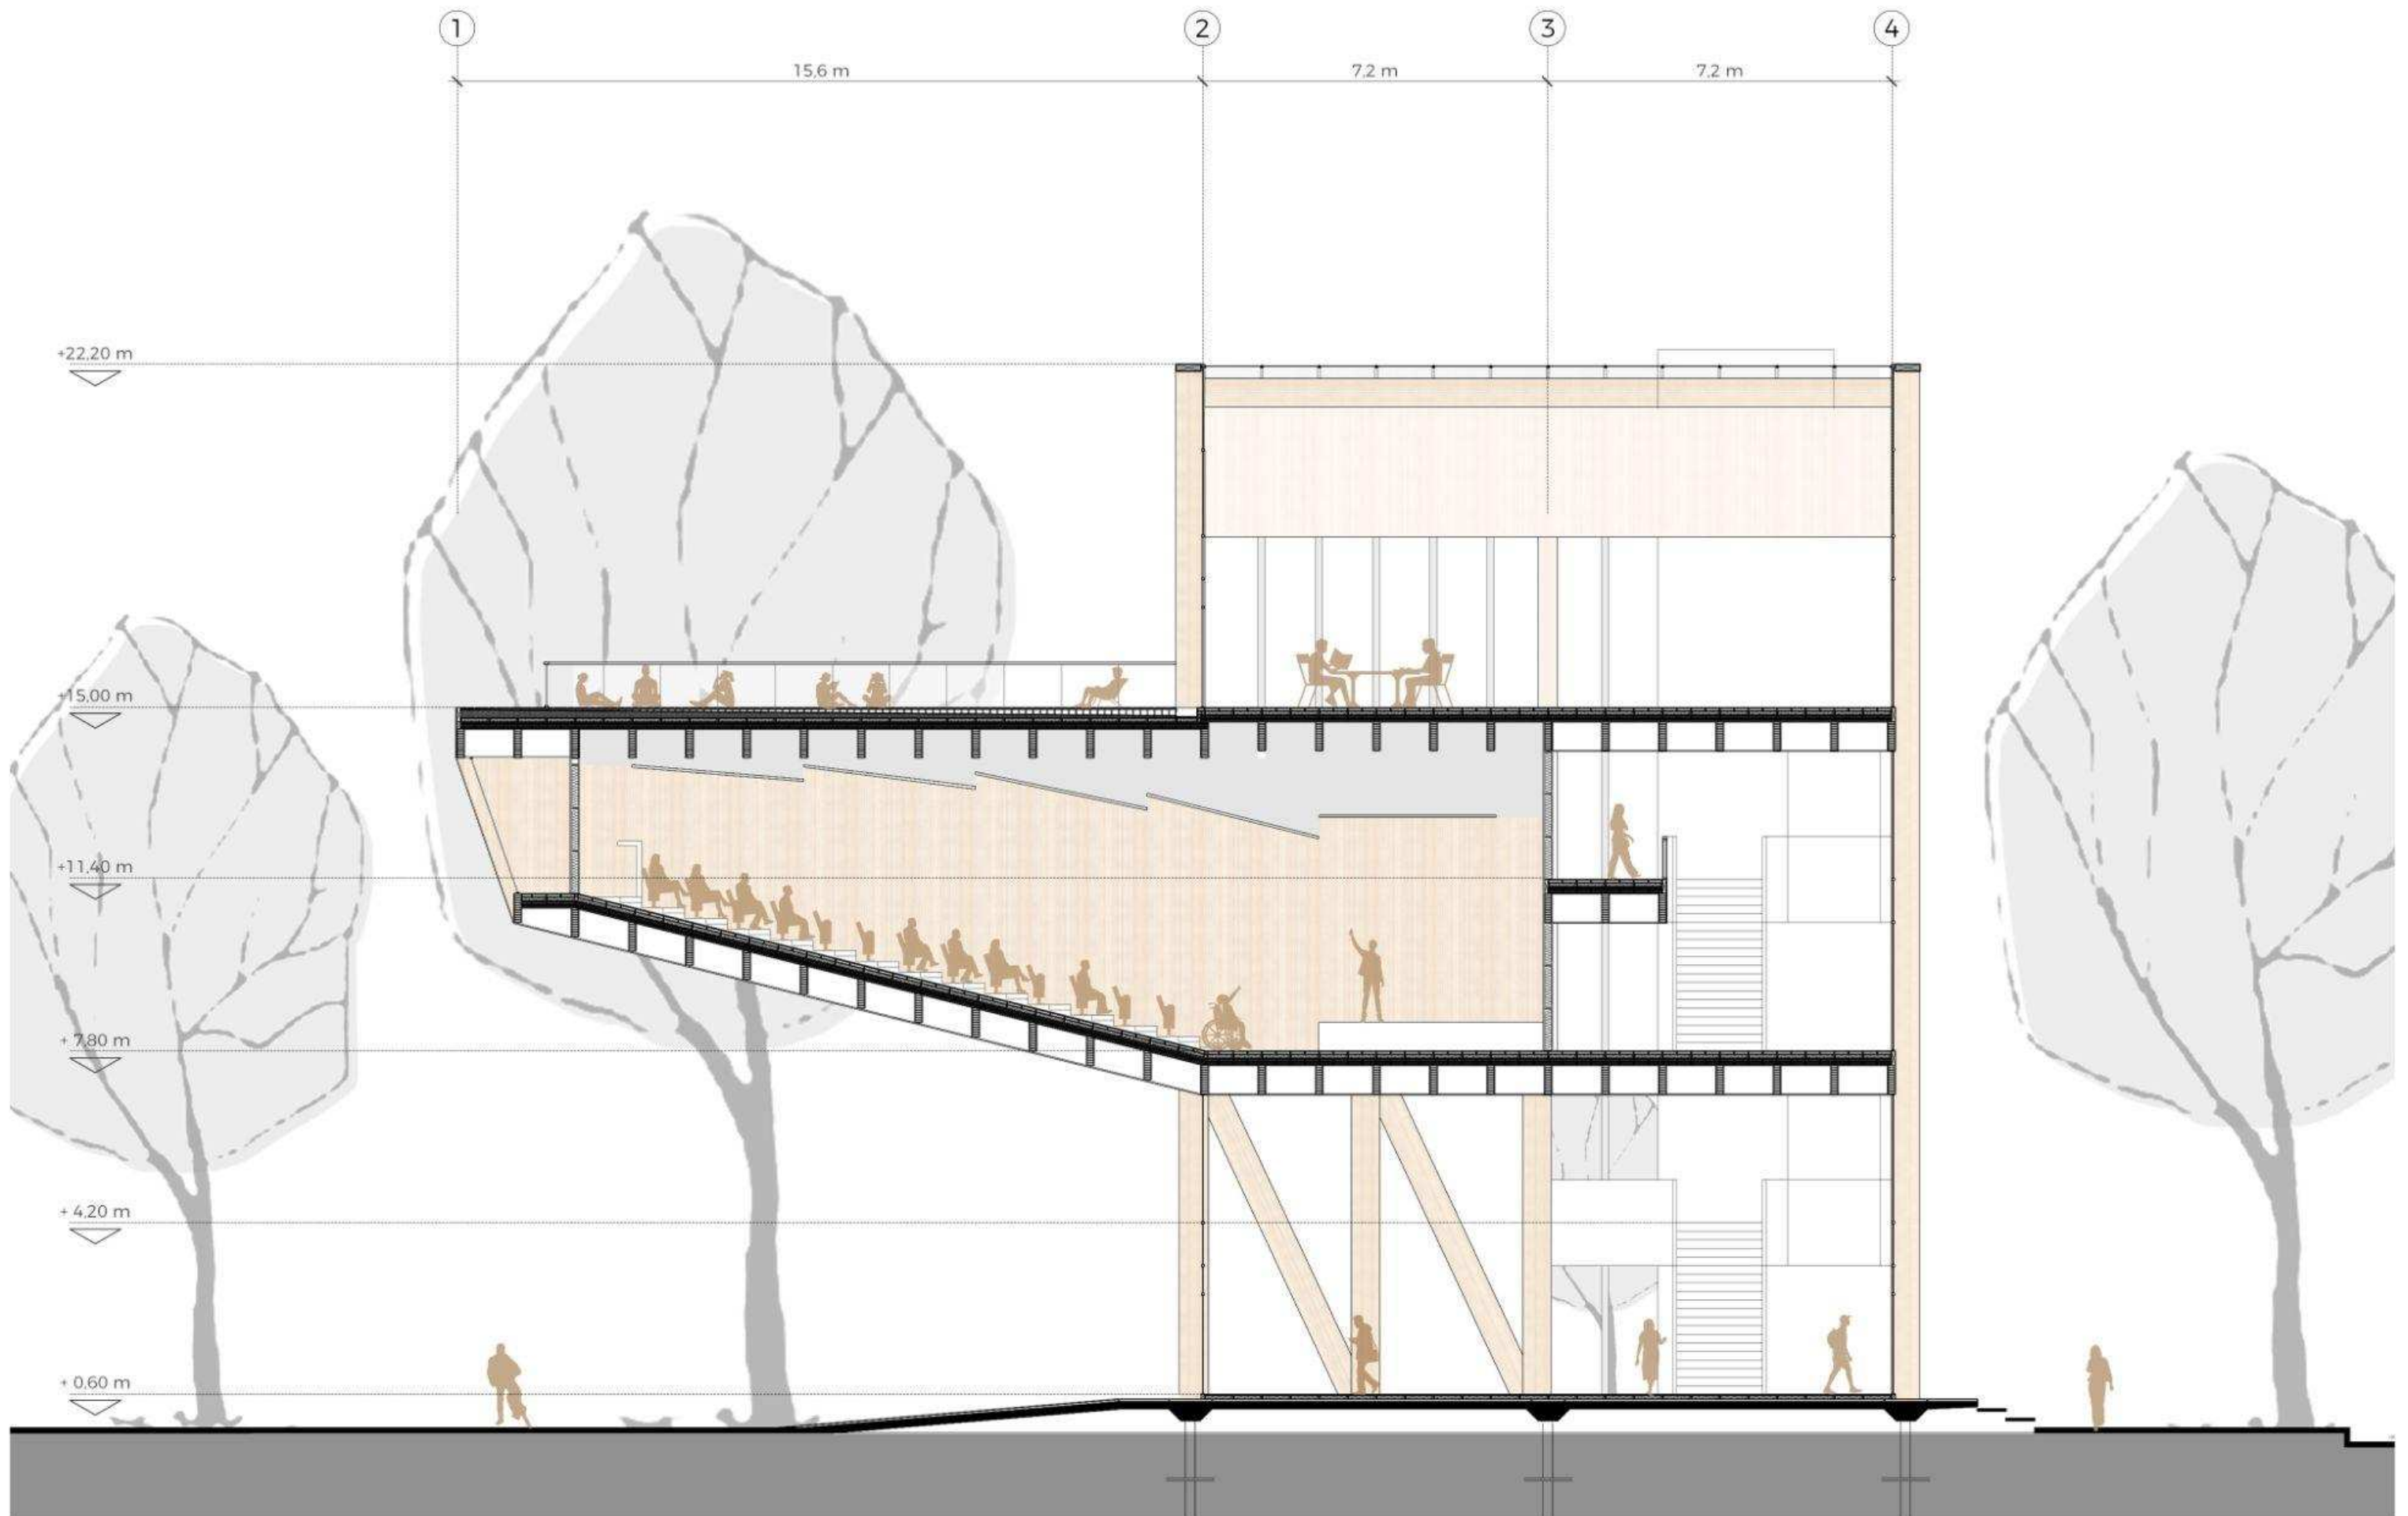 1 2 3 4
15,6 m 7,2 m 7,2 m
+22,20 m
+15,00 m
+11,40 m
+ 7,80 m
+ 4,20 m
+ 0,60 m